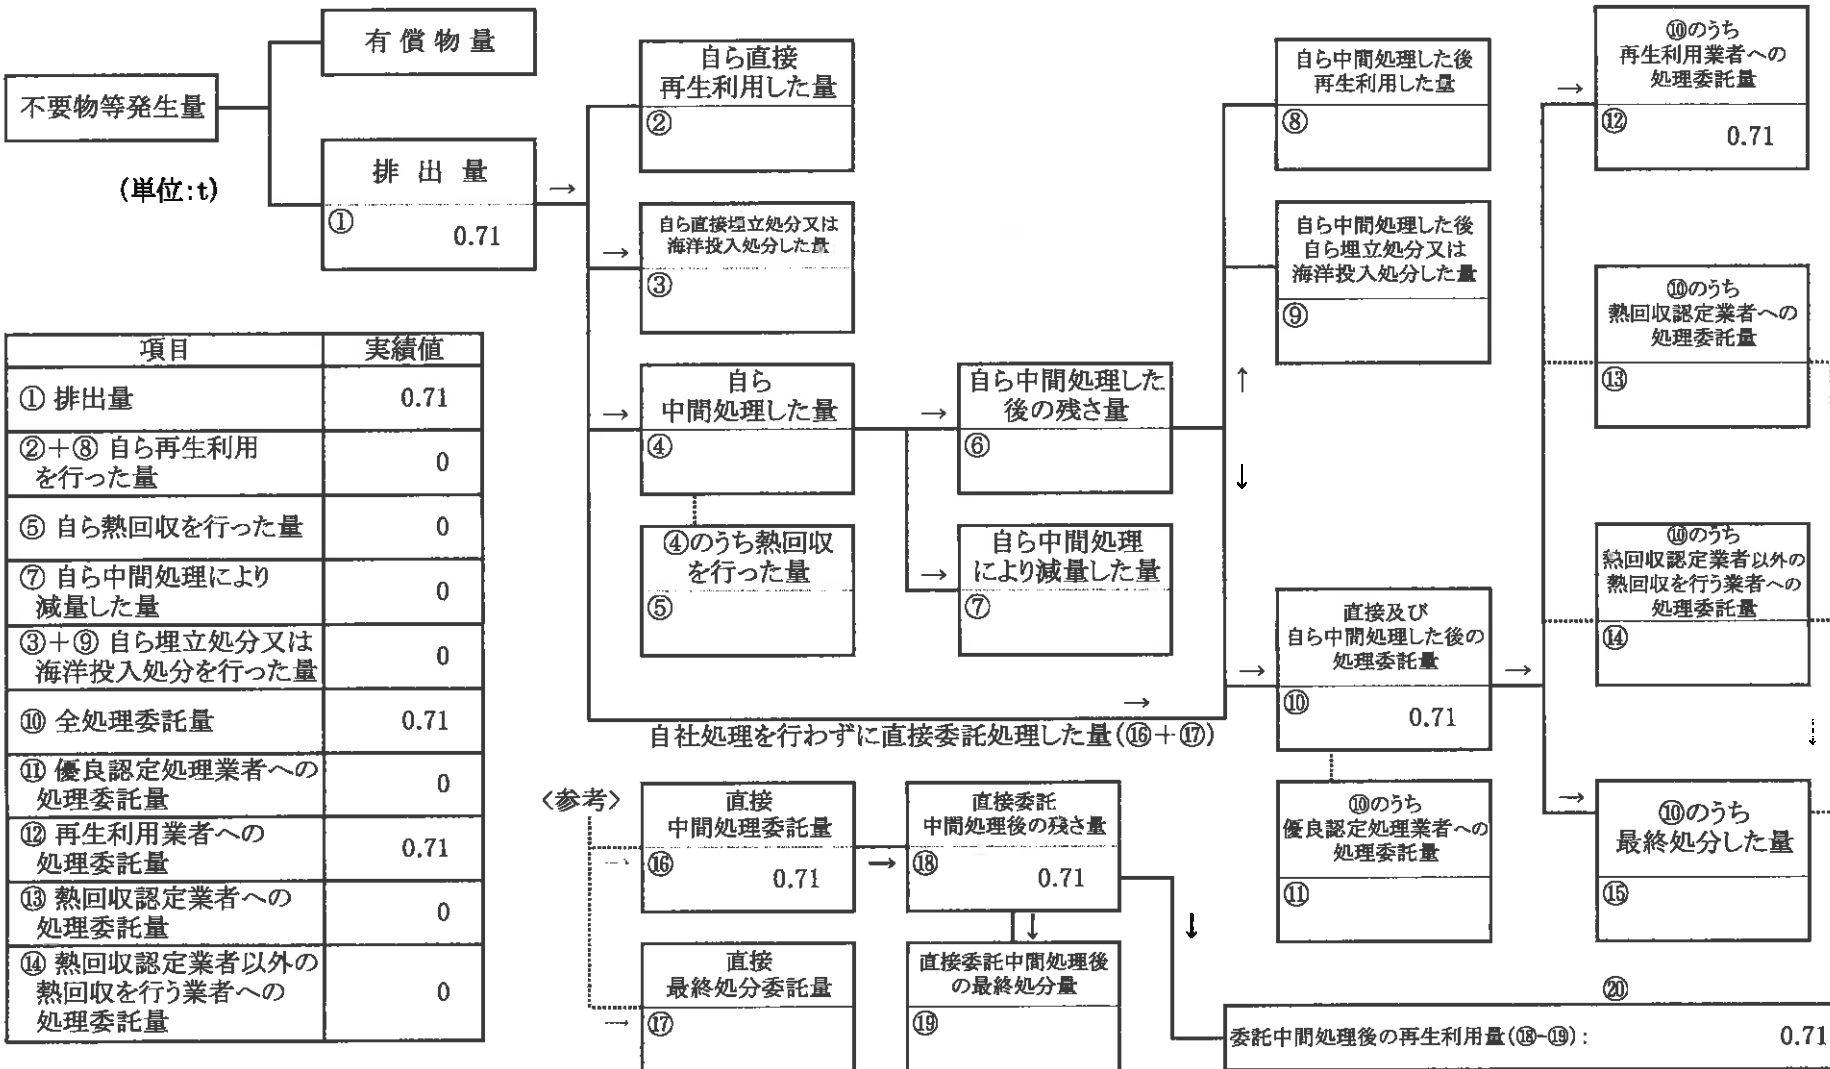 不要物等発生量
(単位:t)
有償物量
排出量
①
0.71
→
自ら直接
再生利用した量
②
→
自ら直接埋立処分又は
海洋投入処分した量
③
→
自ら
中間処理した量
④
④のうち熱回収
を行った量
⑤
→
自ら中間処理した
後の残さ量
⑥
→
自ら中間処理
により減量した量
⑦
↑
↓
自ら中間処理した後
再生利用した量
⑧
自ら中間処理した後
自ら埋立処分又は
海洋投入処分した量
⑨
→
自社処理を行わずに直接委託処理した量(⑯+⑰)
→
直接及び
自ら中間処理した後の
処理委託量
⑩
0.71
→
⑩のうち
優良認定処理業者への
処理委託量
⑪
→
⑩のうち
再生利用業者への
処理委託量
⑫
0.71
⑩のうち
熱回収認定業者への
処理委託量
⑬
⑩のうち
熱回収認定業者以外の
熱回収を行う業者への
処理委託量
⑭
↓
→
⑩のうち
最終処分した量
⑮
項目 実績値
① 排出量 0.71
②+⑧ 自ら再生利用
を行った量 0
⑤ 自ら熱回収を行った量 0
⑦ 自ら中間処理により
減量した量 0
③+⑨ 自ら埋立処分又は
海洋投入処分を行った量 0
⑩ 全処理委託量 0.71
⑪ 優良認定処理業者への
処理委託量 0
⑫ 再生利用業者への
処理委託量 0.71
⑬ 熱回収認定業者への
処理委託量 0
⑭ 熱回収認定業者以外の
熱回収を行う業者への
処理委託量 0
〈参考〉
→
直接
中間処理委託量
⑯
0.71
→
直接委託
中間処理後の残さ量
⑱
0.71
↓
↓
→
直接
最終処分委託量
⑰
直接委託中間処理後
の最終処分量
⑲
⑳
委託中間処理後の再生利用量(⑱-⑲): 0.71